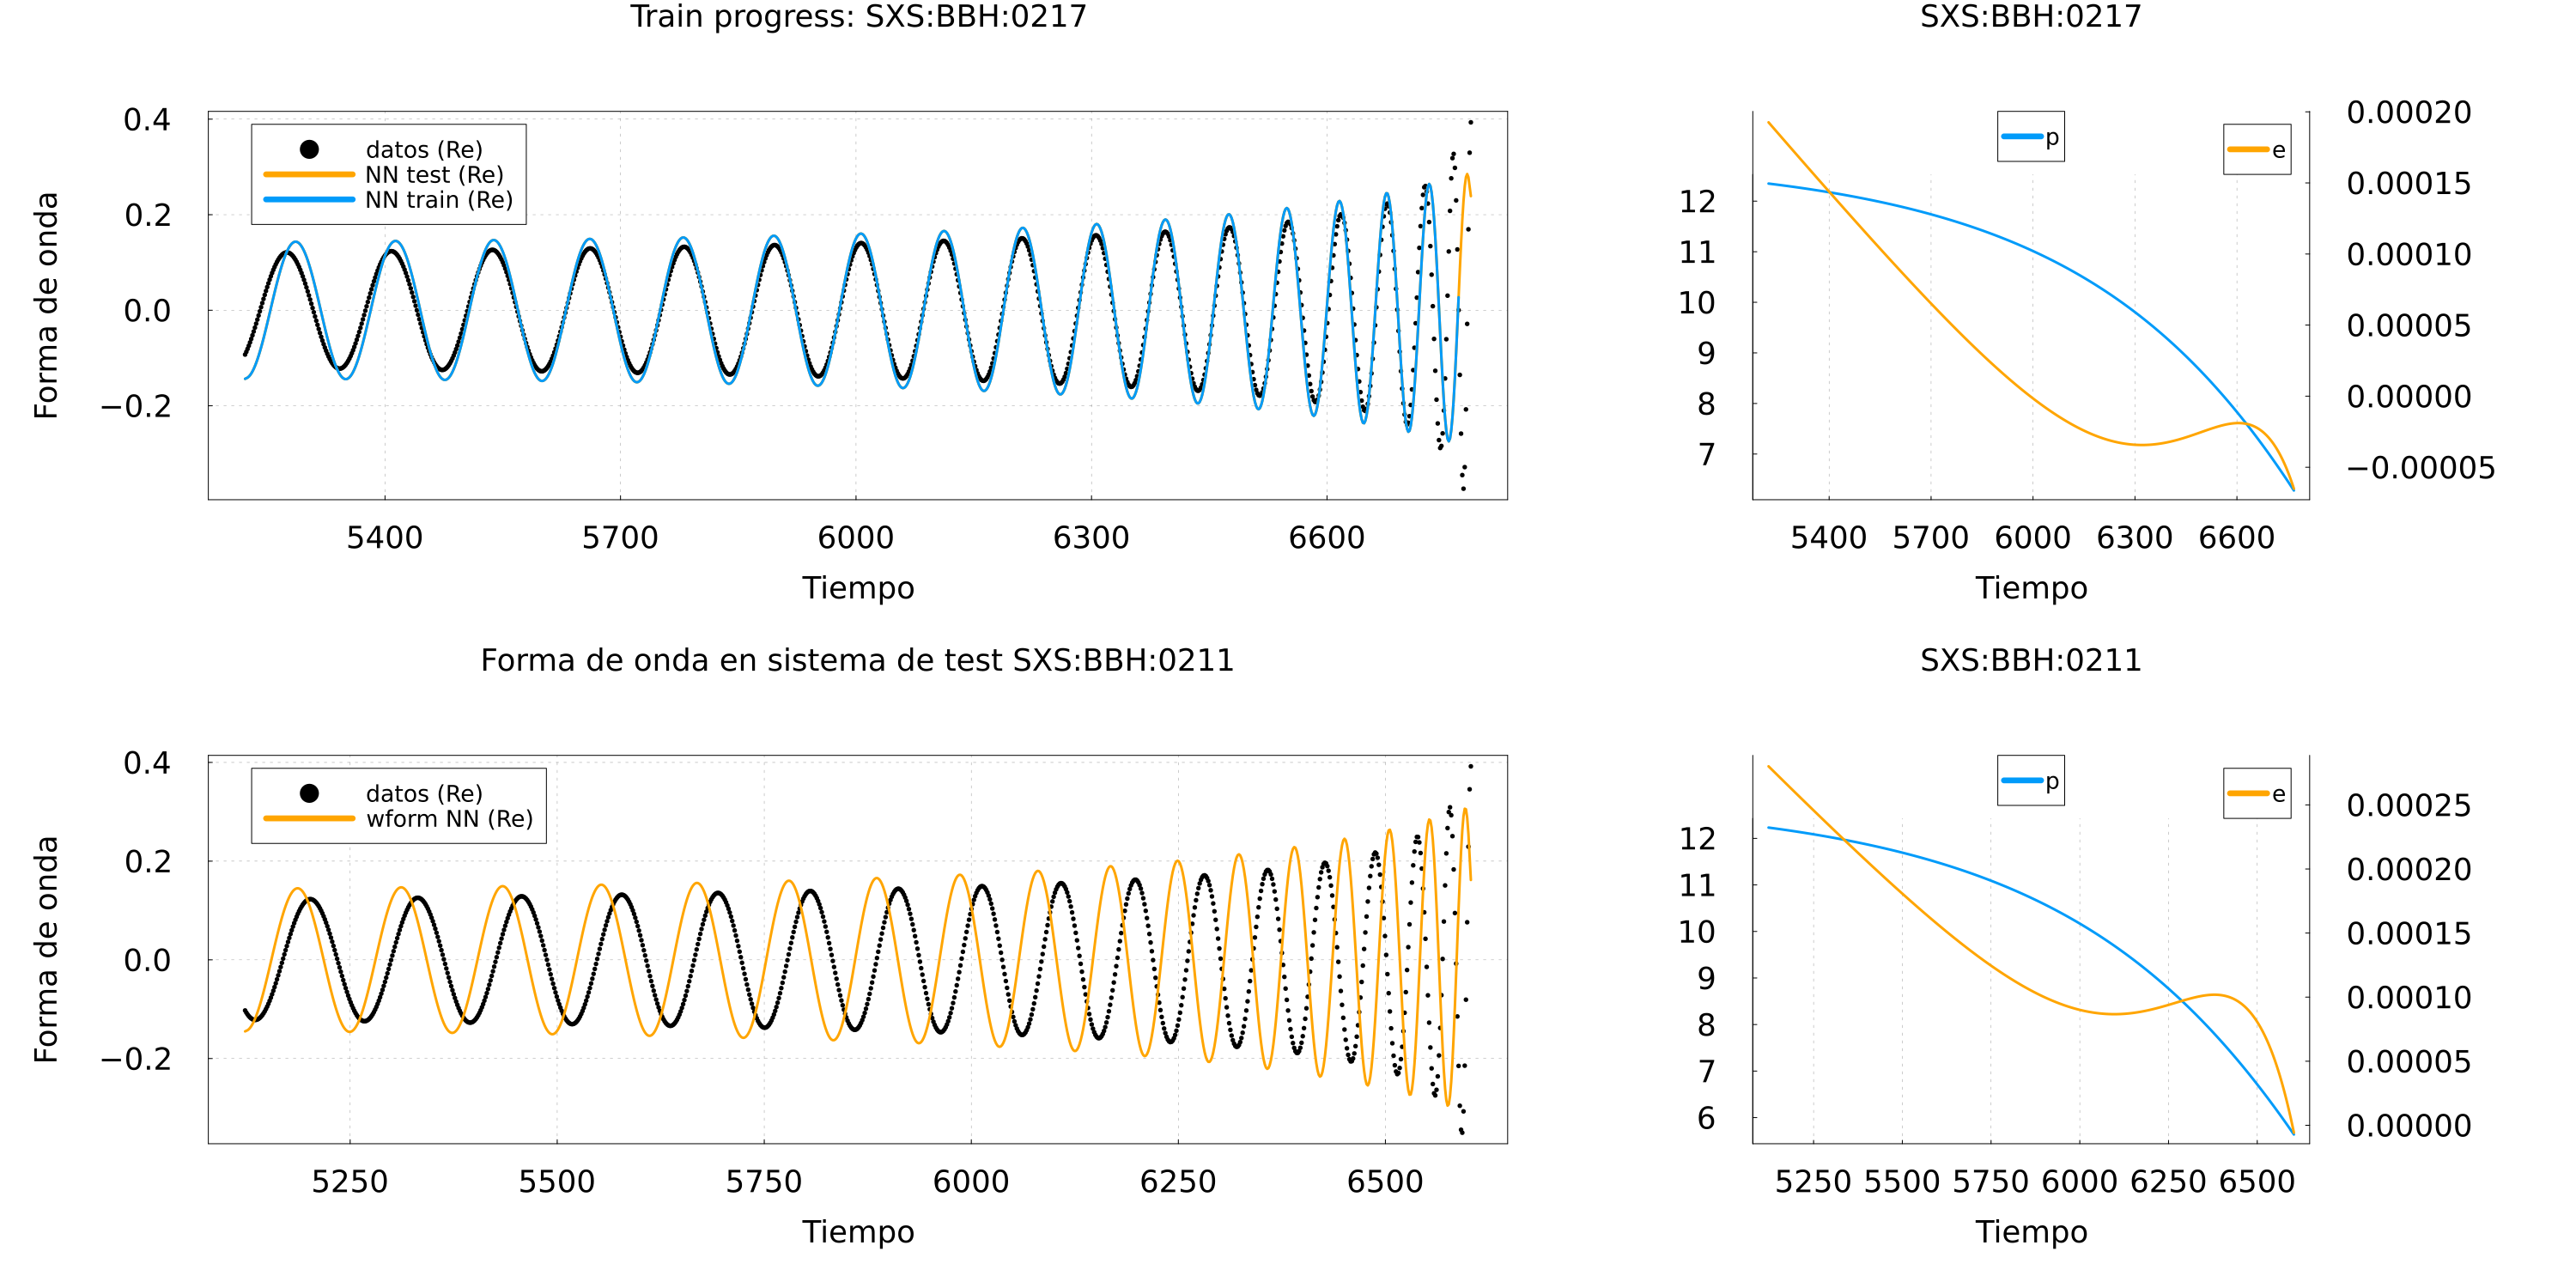 Train progress: SXS:BBH:0217
0.4
0.2
0.0
−0.2
Forma de onda
datos (Re)
NN test (Re)
NN train (Re)
5400 5700 6000 6300 6600
Tiempo
SXS:BBH:0217
12
11
10
9
8
7
p
e
0.00020
0.00015
0.00010
0.00005
0.00000
−0.00005
5400 5700 6000 6300 6600
Tiempo
Forma de onda en sistema de test SXS:BBH:0211
0.4
0.2
0.0
−0.2
Forma de onda
datos (Re)
wform NN (Re)
5250 5500 5750 6000 6250 6500
Tiempo
SXS:BBH:0211
12
11
10
9
8
7
6
p
e
0.00025
0.00020
0.00015
0.00010
0.00005
0.00000
5250 5500 5750 6000 6250 6500
Tiempo